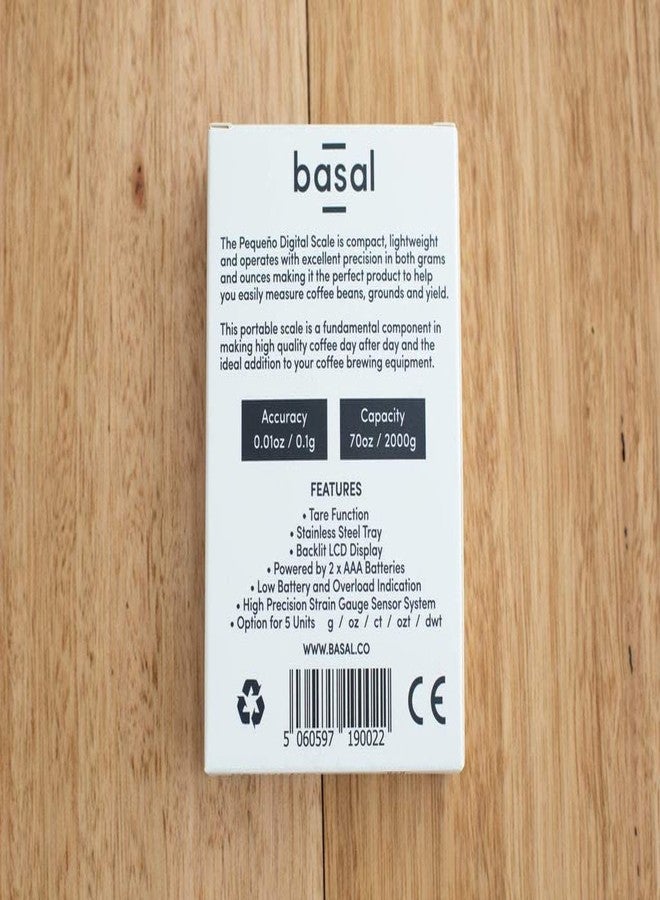 basal
The Pequeño Digital Scale is compact, lightweight
and operates with excellent precision in both grams
and ounces making it the perfect product to help
you easily measure coffee beans, grounds and yield.
This portable scale is a fundamental component in
making high quality coffee day after day and the
ideal addition to your coffee brewing equipment.
Accuracy
0.01oz / 0.1g
Capacity
70oz / 2000g
FEATURES
• Tare Function
• Stainless Steel Tray
• Backlit LCD Display
• Powered by 2 x AAA Batteries
• Low Battery and Overload Indication
• High Precision Strain Gauge Sensor System
• Option for 5 Units g / oz / ct / ozt / dwt
WWW.BASAL.CO
CE
5 060597 190022